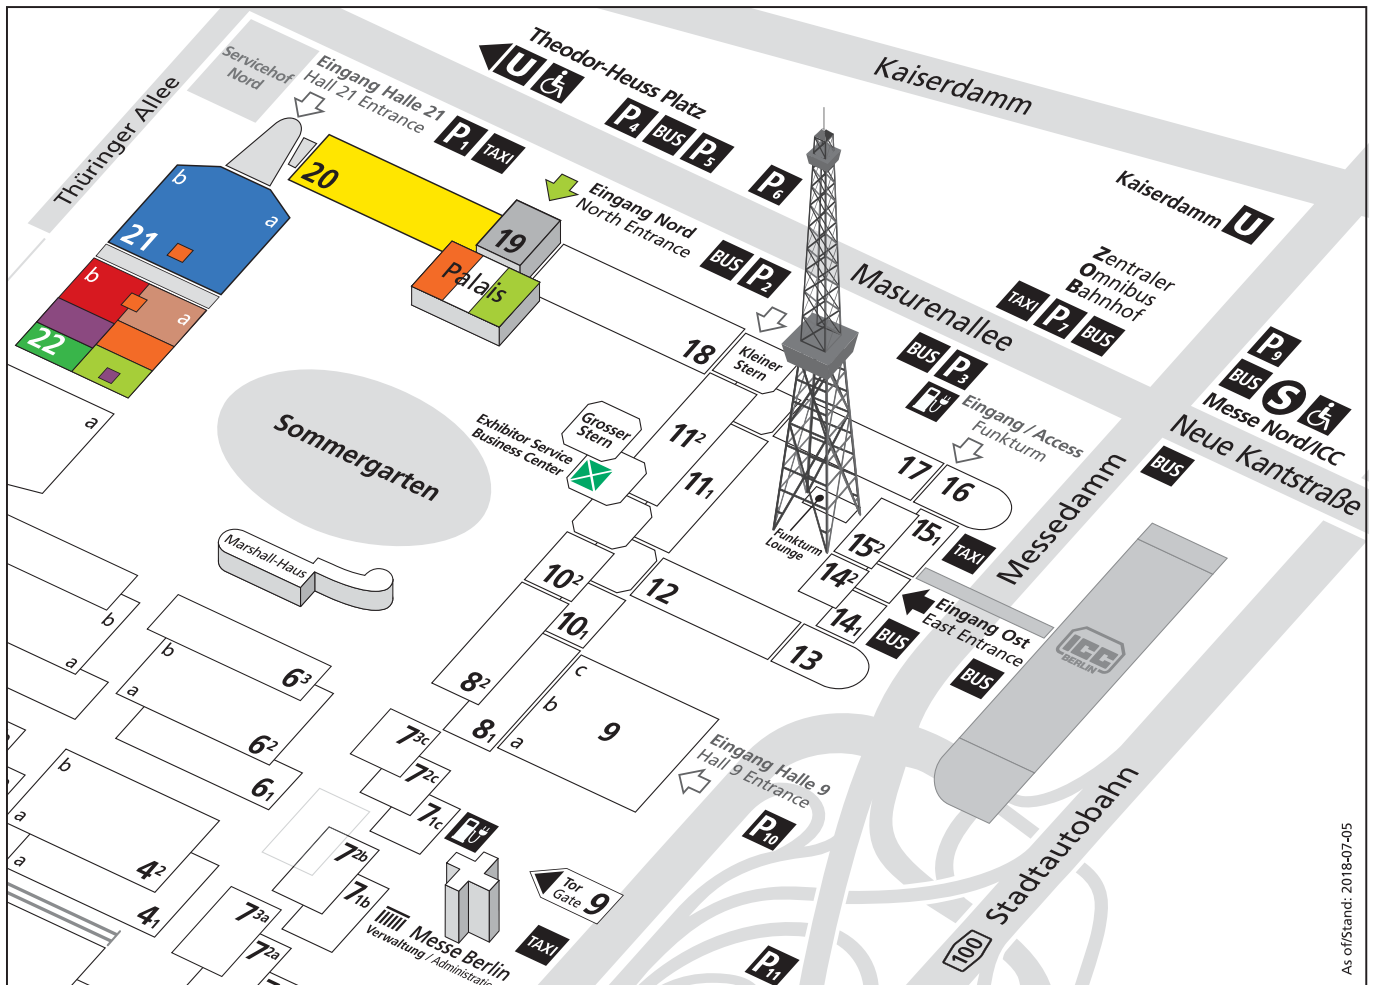 Kaiserdamm
Theodor-Heuss Platz
U
P4
BUS
P5
P6
Servicehof
Nord
Eingang Halle 21
Hall 21 Entrance
P1
TAXI
Thüringer Allee
Kaiserdamm
U
Eingang Nord
North Entrance
BUS
P2
Masurenallee
Zentraler
Omnibus
Bahnhof
TAXI
P7
BUS
b
a
21
20
19
Palais
b
a
22
a
18
Kleiner
Stern
BUS
P3
P9
BUS
S
Messe Nord/ICC
Neue Kantstraße
BUS
Eingang / Access
Funkturm
Sommergarten
Exhibitor Service
Business Center
Grosser
Stern
11²
11₁
17
16
15²
15₁
TAXI
Funkturm
Lounge
Messedamm
Marshall-Haus
10²
10₁
12
14²
14₁
13
BUS
Eingang Ost
East Entrance
BUS
ICC
BERLIN
b
a
b
a
6³
6²
6₁
8²
8₁
c
b
a
9
7³ᶜ
7²ᶜ
7₁c
Eingang Halle 9
Hall 9 Entrance
P10
b
a
a
4²
4₁
7²ᵇ
7₁b
7³ᵃ
7²ᵃ
Tor
Gate 9
Messe Berlin
Verwaltung / Administratio
TAXI
P11
100
Stadtautobahn
As of/Stand: 2018-07-05